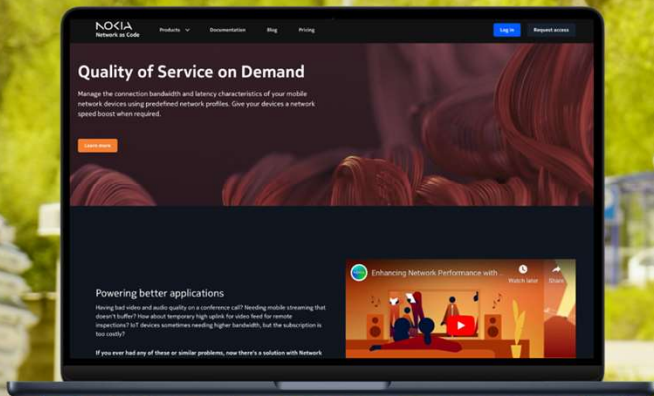 NOKIA
Network as Code
Products
Documentation
Blog
Pricing
Log in
Request access
Quality of Service on Demand
Manage the connection bandwidth and latency characteristics of your mobile
network devices using predefined network profiles. Give your devices a network
speed boost when required.
Learn more
Powering better applications
Having bad video and audio quality on a conference call? Needing mobile streaming that
doesn't buffer? How about temporary high uplink for video feed for remote
inspections? IoT devices sometimes needing higher bandwidth, but the subscription is
too costly?
If you ever had any of these or similar problems, now there's a solution with Network
Enhancing Network Performance with ...
Watch later
Share